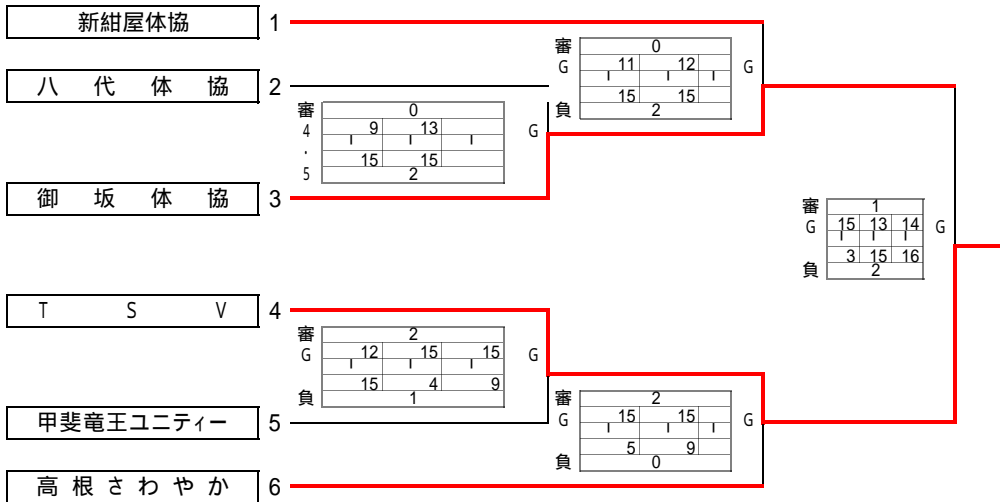 新紺屋体協 1
八代体協 2
審 0
G 11 12 G
15 15
負 2
審 0
4 9 13 G
・ 15 15
5 2
御坂体協 3
審 1
G 15 13 14 G
3 15 16
負 2
TSV 4
審 2
G 12 15 15 G
15 4 9
負 1
甲斐竜王ユニティー 5
審 2
G 15 15 G
5 9
負 0
高根さわやか 6